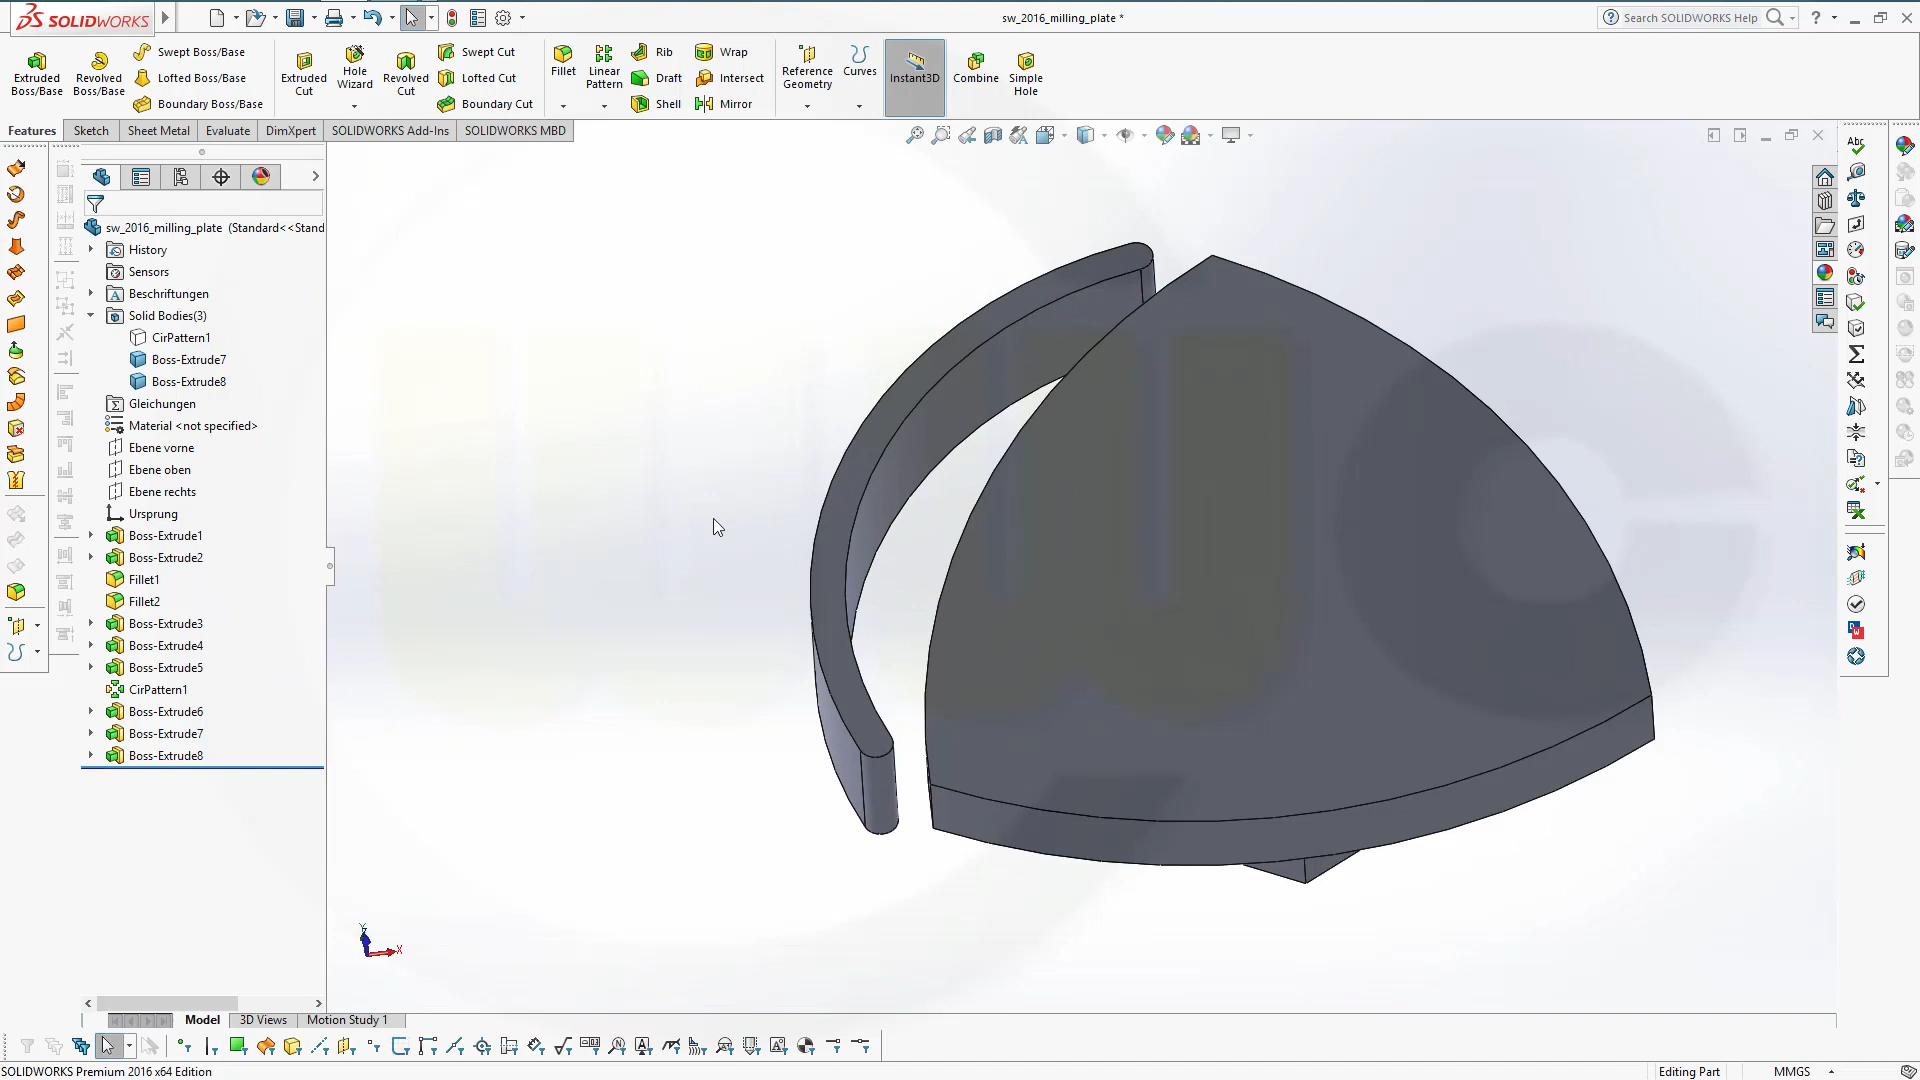 SOLIDWORKS
sw_2016_milling_plate *
Search SOLIDWORKS Help
Extruded Boss/Base
Revolved Boss/Base
Swept Boss/Base
Lofted Boss/Base
Boundary Boss/Base
Extruded Cut
Hole Wizard
Revolved Cut
Swept Cut
Lofted Cut
Boundary Cut
Fillet
Linear Pattern
Rib
Draft
Shell
Wrap
Intersect
Mirror
Reference Geometry
Curves
Instant3D
Combine
Simple Hole
Features
Sketch
Sheet Metal
Evaluate
DimXpert
SOLIDWORKS Add-Ins
SOLIDWORKS MBD
sw_2016_milling_plate (Standard<<Stand
History
Sensors
Beschriftungen
Solid Bodies(3)
CirPattern1
Boss-Extrude7
Boss-Extrude8
Gleichungen
Material <not specified>
Ebene vorne
Ebene oben
Ebene rechts
Ursprung
Boss-Extrude1
Boss-Extrude2
Fillet1
Fillet2
Boss-Extrude3
Boss-Extrude4
Boss-Extrude5
CirPattern1
Boss-Extrude6
Boss-Extrude7
Boss-Extrude8
X
Model
3D Views
Motion Study 1
SOLIDWORKS Premium 2016 x64 Edition
Editing Part
MMGS